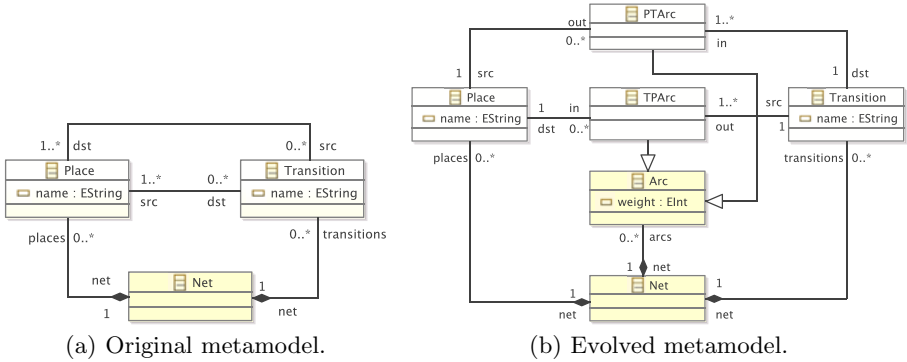 PTArc
out
0..*
1..*
in
1
src
1
dst
Place
name : EString
TPArc
Transition
name : EString
1
dst
in
0..*
1..*
out
src
1
places
0..*
transitions
0..*
Arc
weight : EInt
0..*
arcs
1
net
Net
1
net
1
net
1..*
dst
0..*
src
Place
name : EString
Transition
name : EString
1..*
src
0..*
dst
places
0..*
0..*
transitions
net
1
Net
1
net
(a) Original metamodel.
(b) Evolved metamodel.